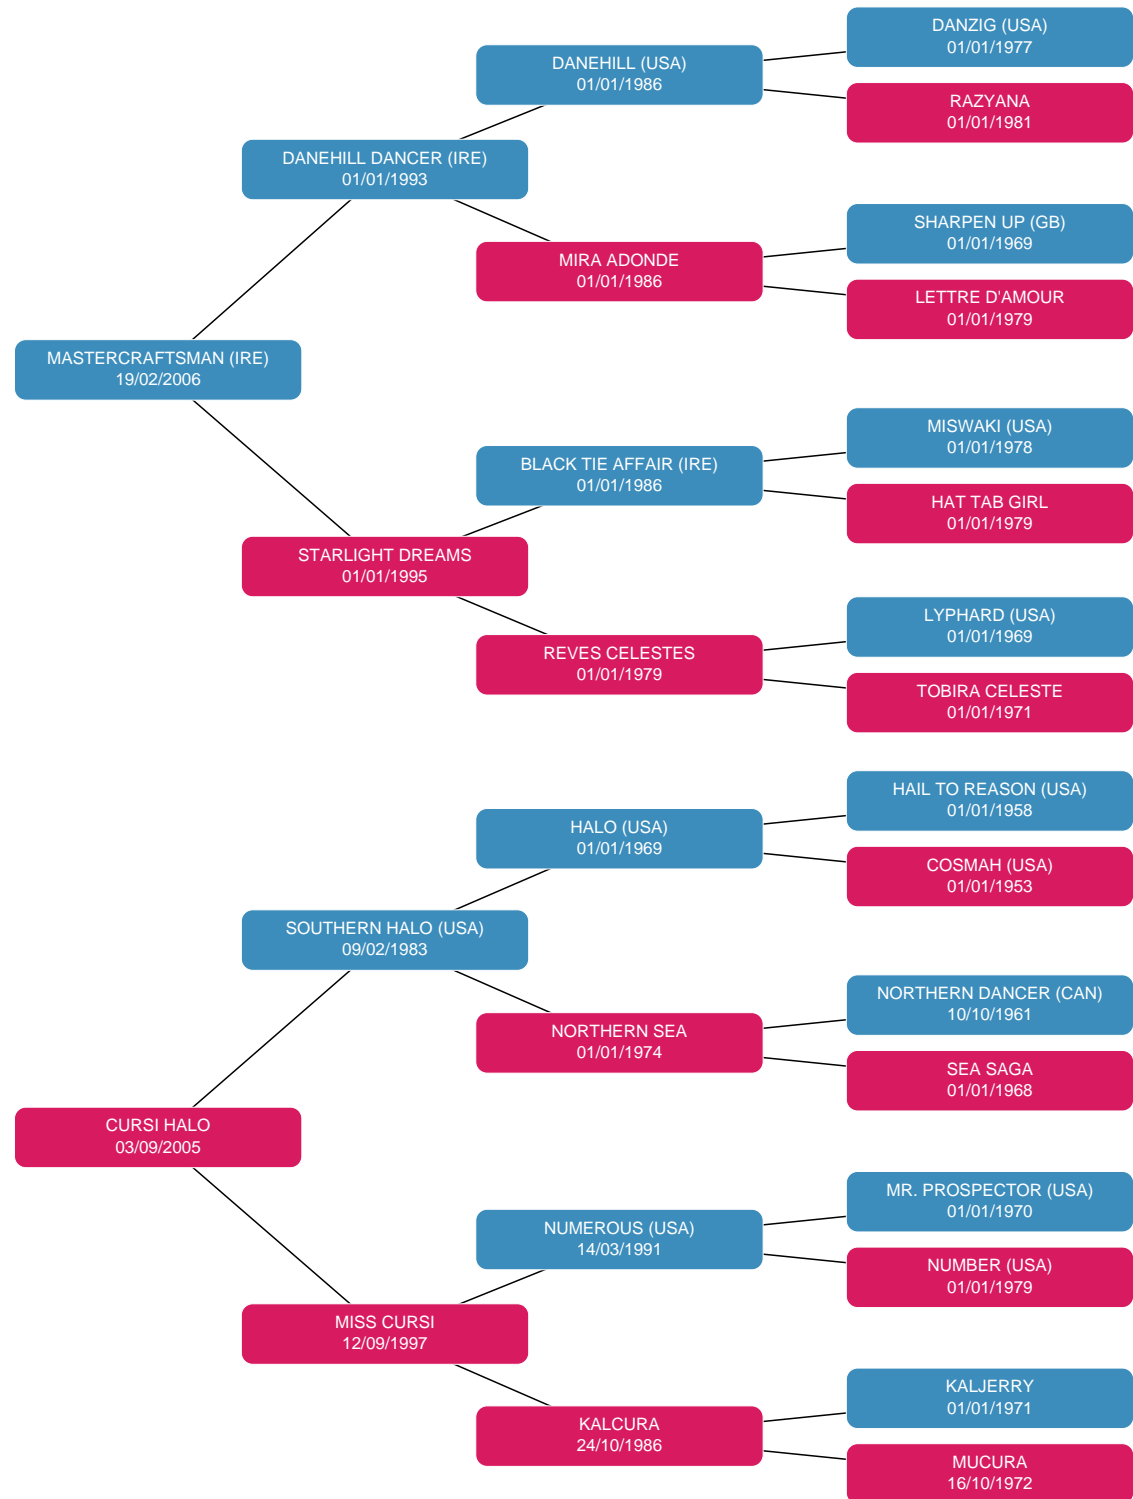 DANZIG (USA)
01/01/1977
DANEHILL (USA)
01/01/1986
RAZYANA
01/01/1981
DANEHILL DANCER (IRE)
01/01/1993
SHARPEN UP (GB)
01/01/1969
MIRA ADONDE
01/01/1986
LETTRE D'AMOUR
01/01/1979
MASTERCRAFTSMAN (IRE)
19/02/2006
MISWAKI (USA)
01/01/1978
BLACK TIE AFFAIR (IRE)
01/01/1986
HAT TAB GIRL
01/01/1979
STARLIGHT DREAMS
01/01/1995
LYPHARD (USA)
01/01/1969
REVES CELESTES
01/01/1979
TOBIRA CELESTE
01/01/1971
HAIL TO REASON (USA)
01/01/1958
HALO (USA)
01/01/1969
COSMAH (USA)
01/01/1953
SOUTHERN HALO (USA)
09/02/1983
NORTHERN DANCER (CAN)
10/10/1961
NORTHERN SEA
01/01/1974
SEA SAGA
01/01/1968
CURSI HALO
03/09/2005
MR. PROSPECTOR (USA)
01/01/1970
NUMEROUS (USA)
14/03/1991
NUMBER (USA)
01/01/1979
MISS CURSI
12/09/1997
KALJERRY
01/01/1971
KALCURA
24/10/1986
MUCURA
16/10/1972